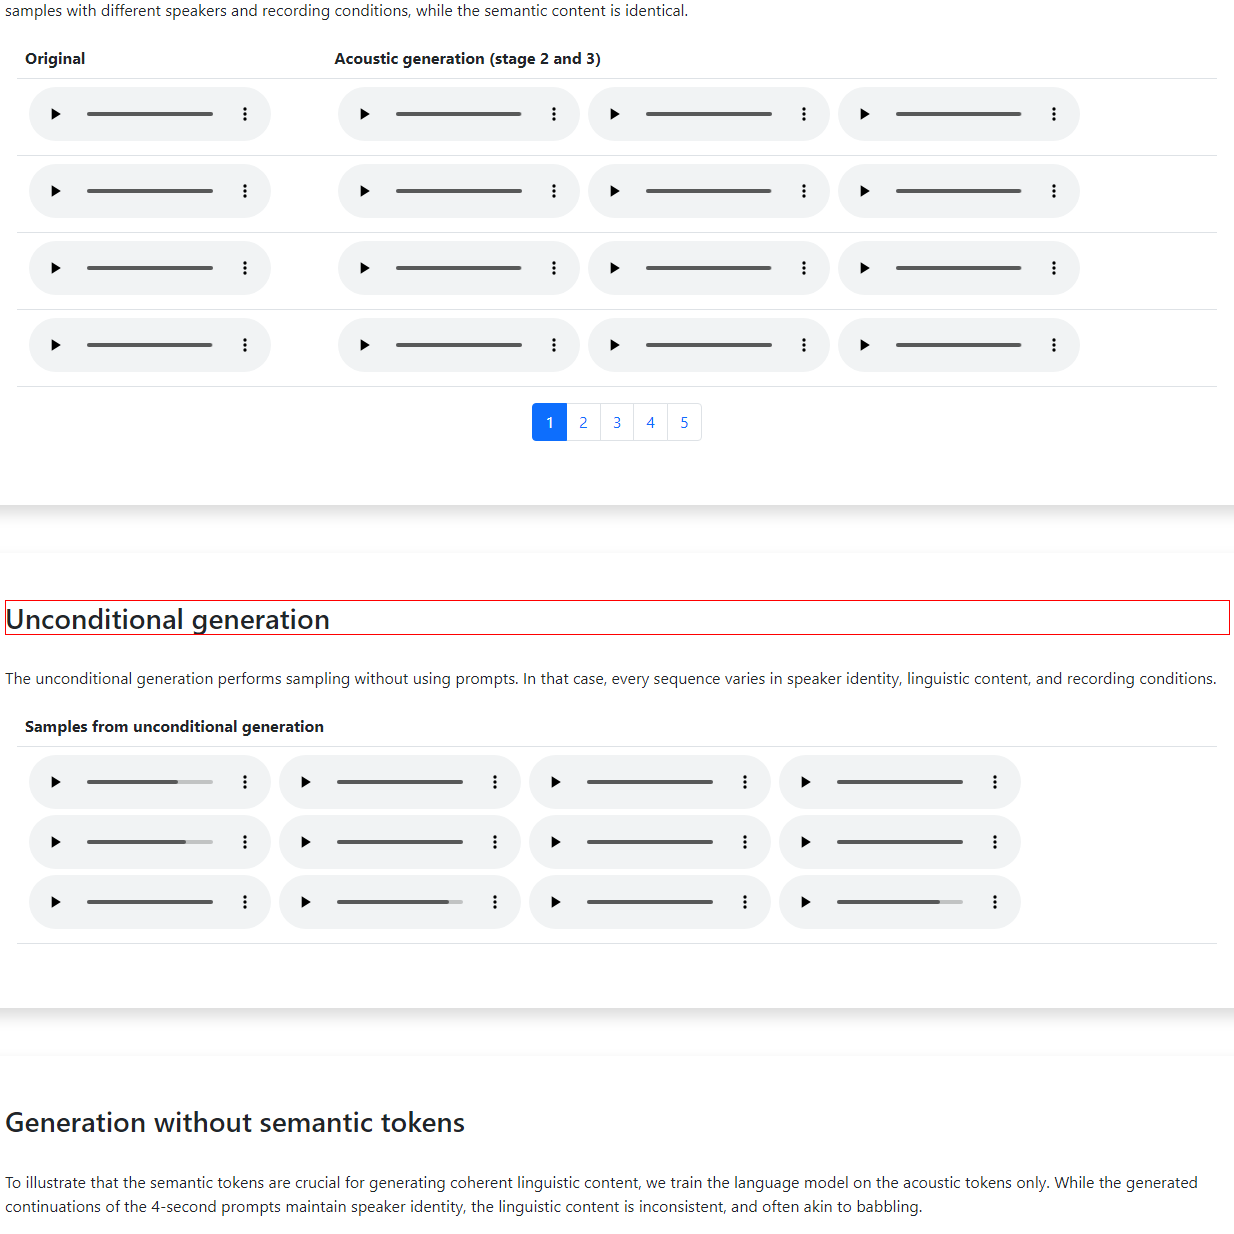 samples with different speakers and recording conditions, while the semantic content is identical.
Original Acoustic generation (stage 2 and 3)
1 2 3 4 5
Unconditional generation
The unconditional generation performs sampling without using prompts. In that case, every sequence varies in speaker identity, linguistic content, and recording conditions.
Samples from unconditional generation
Generation without semantic tokens
To illustrate that the semantic tokens are crucial for generating coherent linguistic content, we train the language model on the acoustic tokens only. While the generated
continuations of the 4-second prompts maintain speaker identity, the linguistic content is inconsistent, and often akin to babbling.